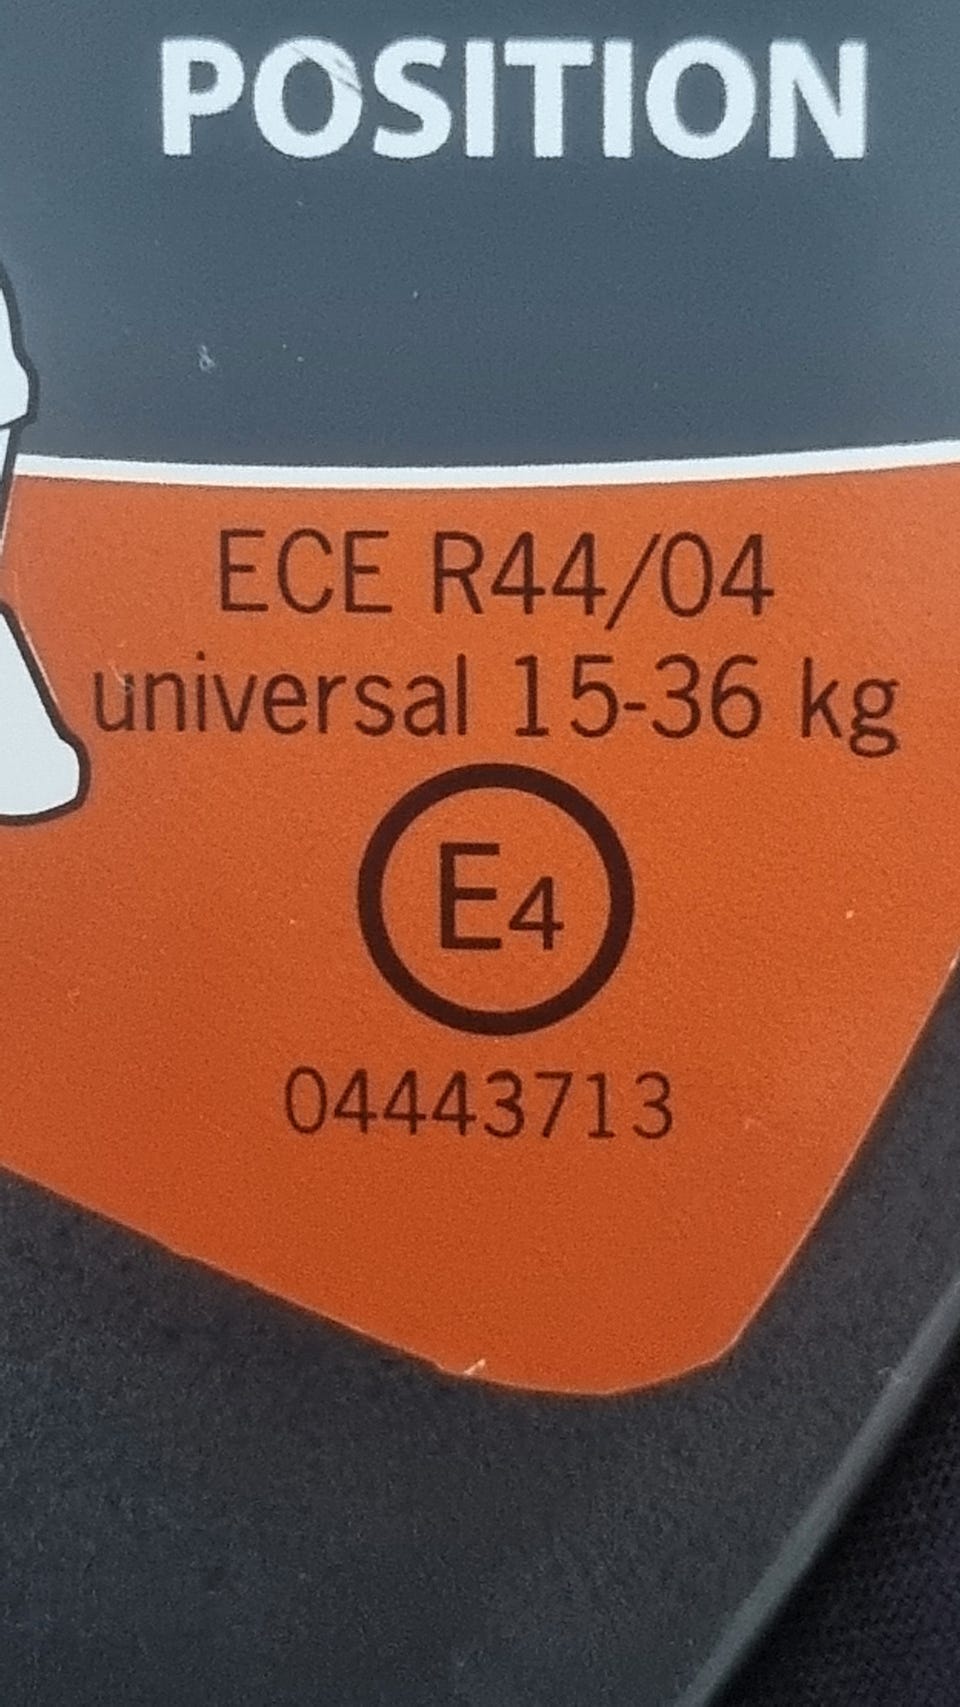 POSITION
ECE R44/04
universal 15-36 kg
E4
04443713